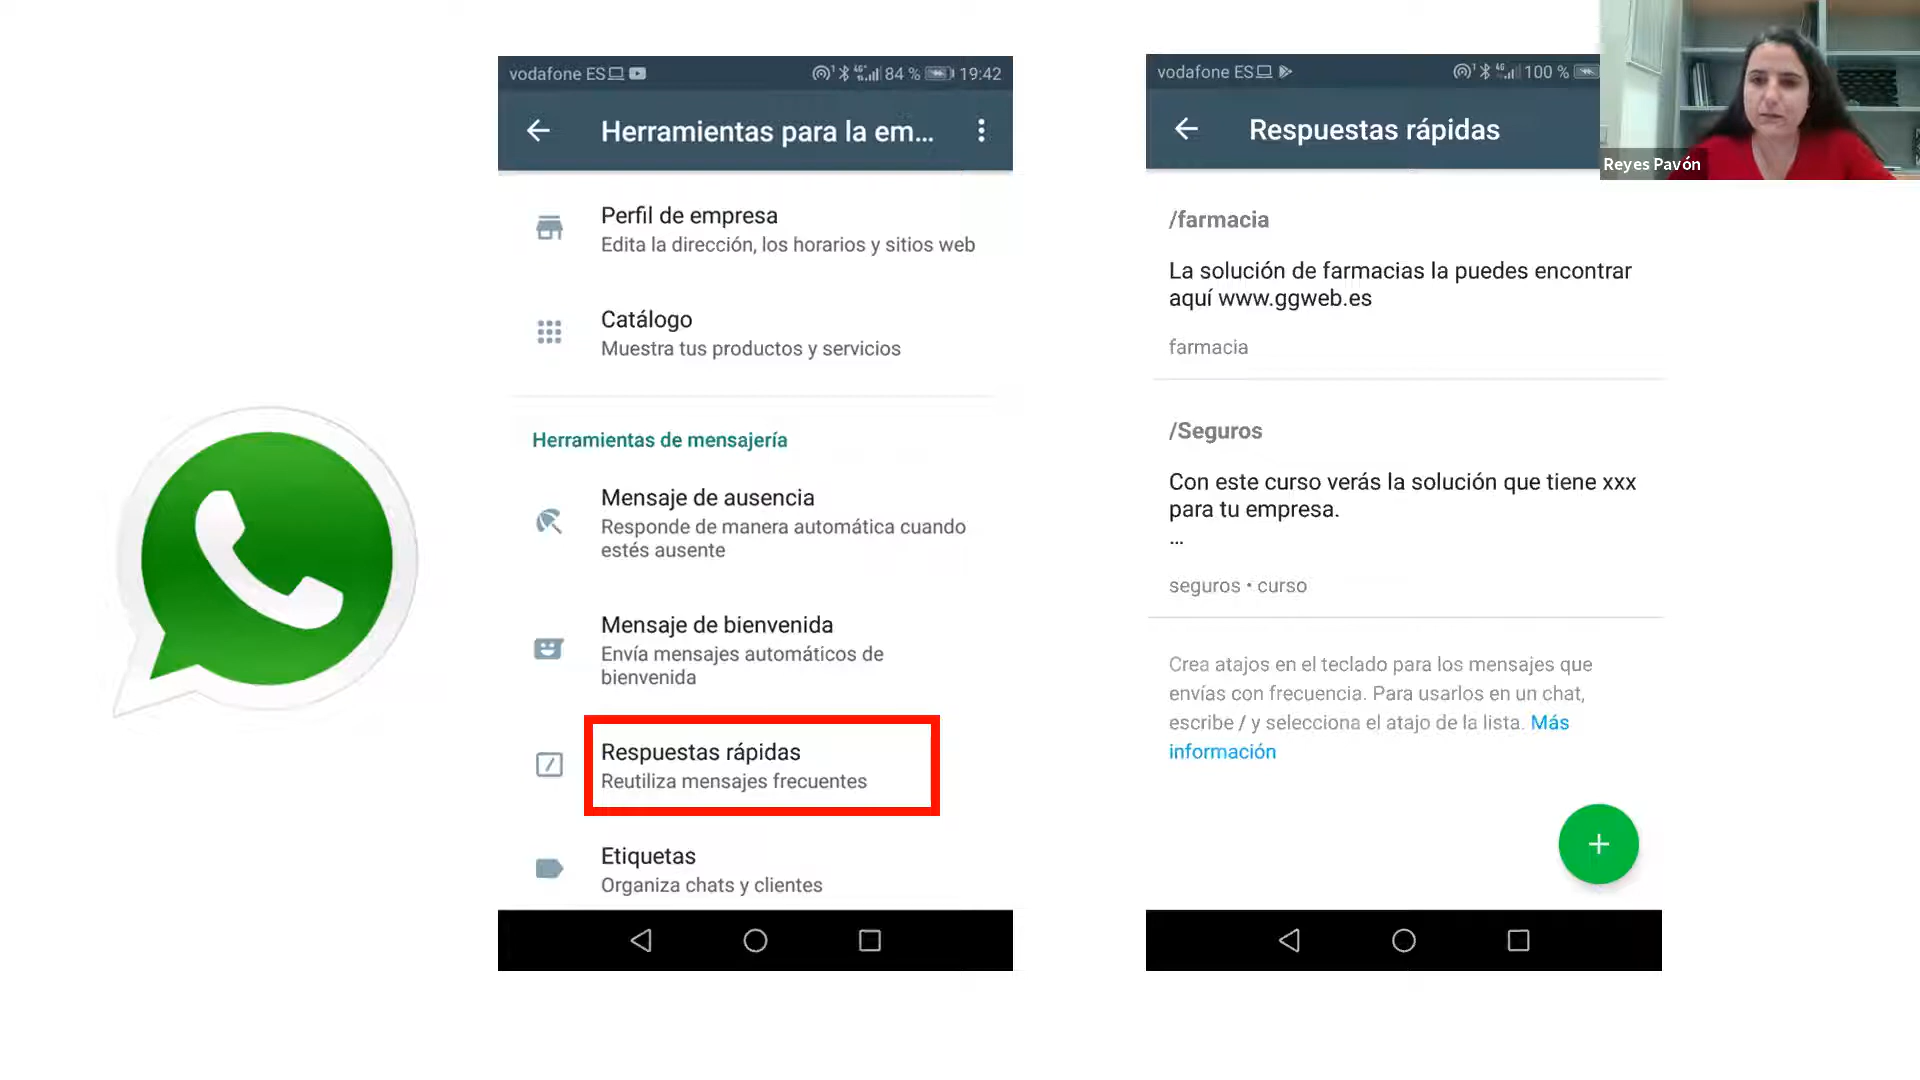 vodafone ES
84 %
19:42
Herramientas para la em...
Perfil de empresa
Edita la dirección, los horarios y sitios web
Catálogo
Muestra tus productos y servicios
Herramientas de mensajería
Mensaje de ausencia
Responde de manera automática cuando
estés ausente
Mensaje de bienvenida
Envía mensajes automáticos de
bienvenida
Respuestas rápidas
Reutiliza mensajes frecuentes
Etiquetas
Organiza chats y clientes
vodafone ES
100 %
Respuestas rápidas
/farmacia
La solución de farmacias la puedes encontrar
aquí www.ggweb.es
farmacia
/Seguros
Con este curso verás la solución que tiene xxx
para tu empresa.
...
seguros • curso
Crea atajos en el teclado para los mensajes que
envías con frecuencia. Para usarlos en un chat,
escribe / y selecciona el atajo de la lista. Más
información
Reyes Pavón